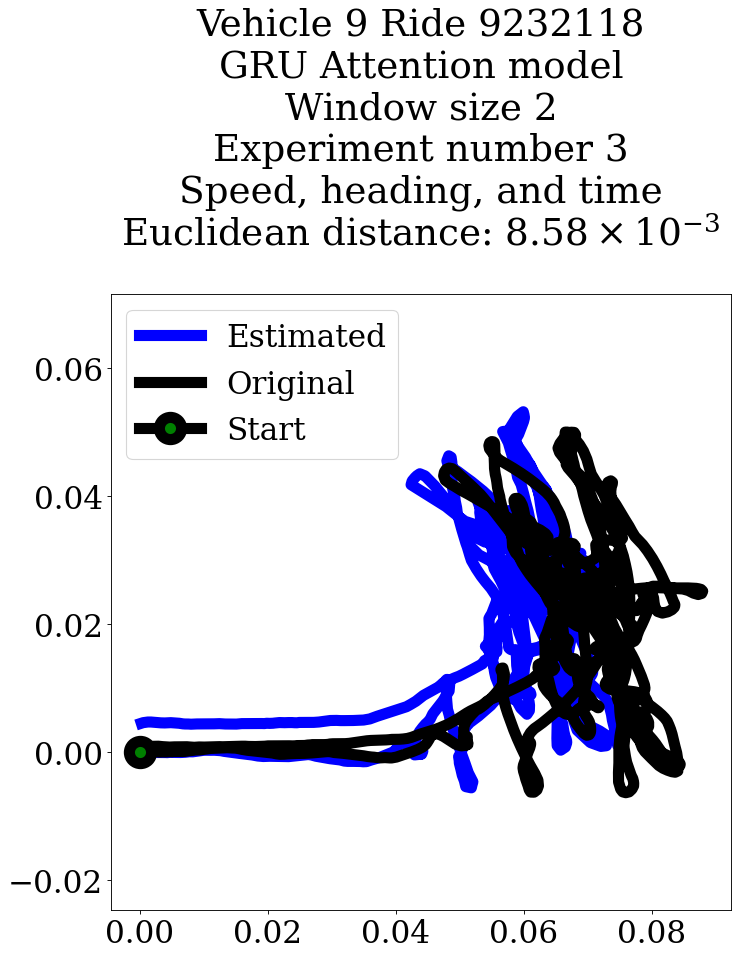 Vehicle 9 Ride 9232118
GRU Attention model
Window size 2
Experiment number 3
Speed, heading, and time
Euclidean distance: 8.58 × 10⁻³
Estimated
Original
Start
0.06
0.04
0.02
0.00
−0.02
0.00 0.02 0.04 0.06 0.08